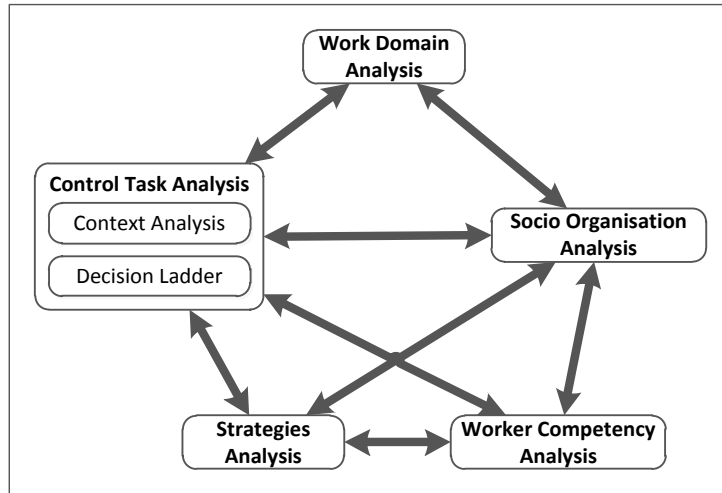 Work Domain
Analysis
Control Task Analysis
Context Analysis
Decision Ladder
Socio Organisation
Analysis
Strategies
Analysis
Worker Competency
Analysis